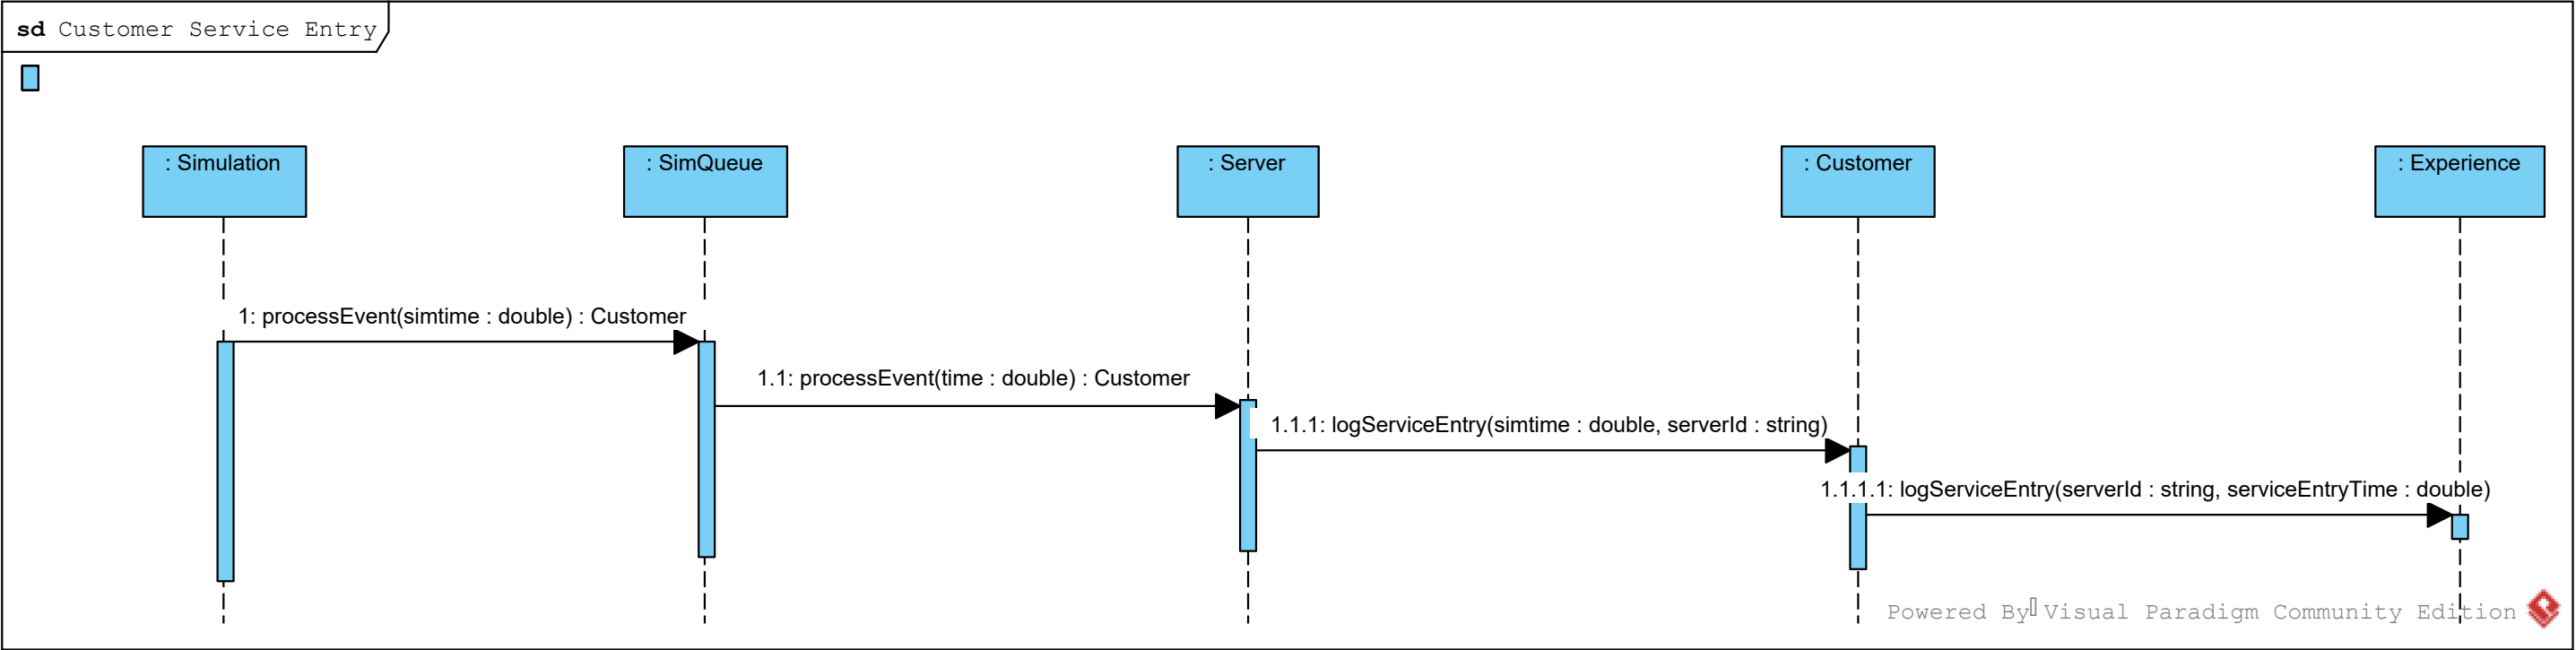 sd Customer Service Entry
: Simulation
: SimQueue
: Server
: Customer
: Experience
1: processEvent(simtime : double) : Customer
1.1: processEvent(time : double) : Customer
1.1.1: logServiceEntry(simtime : double, serverId : string)
1.1.1.1: logServiceEntry(serverId : string, serviceEntryTime : double)
Powered By Visual Paradigm Community Edition